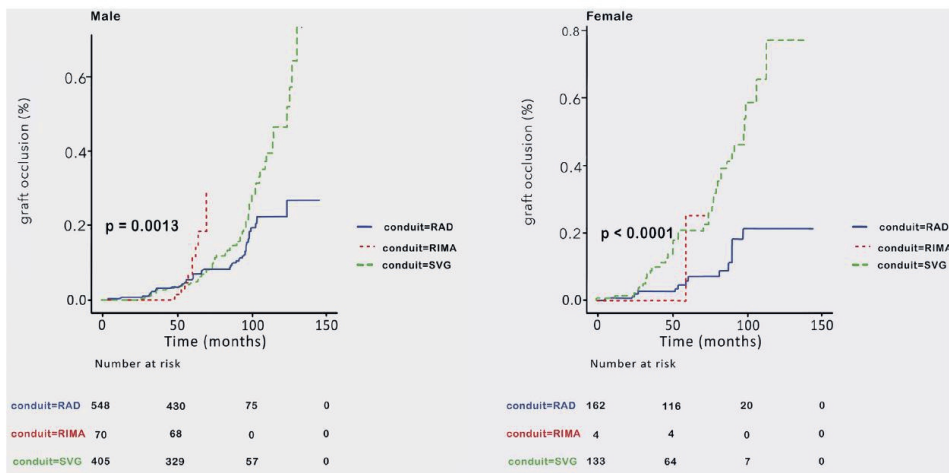 Male
graft occlusion (%)
0.6
0.4
0.2
0.0
p = 0.0013
conduit=RAD
conduit=RIMA
conduit=SVG
0 50 100 150
Time (months)
Number at risk
conduit=RAD 548 430 75 0
conduit=RIMA 70 68 0 0
conduit=SVG 405 329 57 0
Female
graft occlusion (%)
0.8
0.6
0.4
0.2
0.0
p < 0.0001
conduit=RAD
conduit=RIMA
conduit=SVG
0 50 100 150
Time (months)
Number at risk
conduit=RAD 162 116 20 0
conduit=RIMA 4 4 0 0
conduit=SVG 133 64 7 0